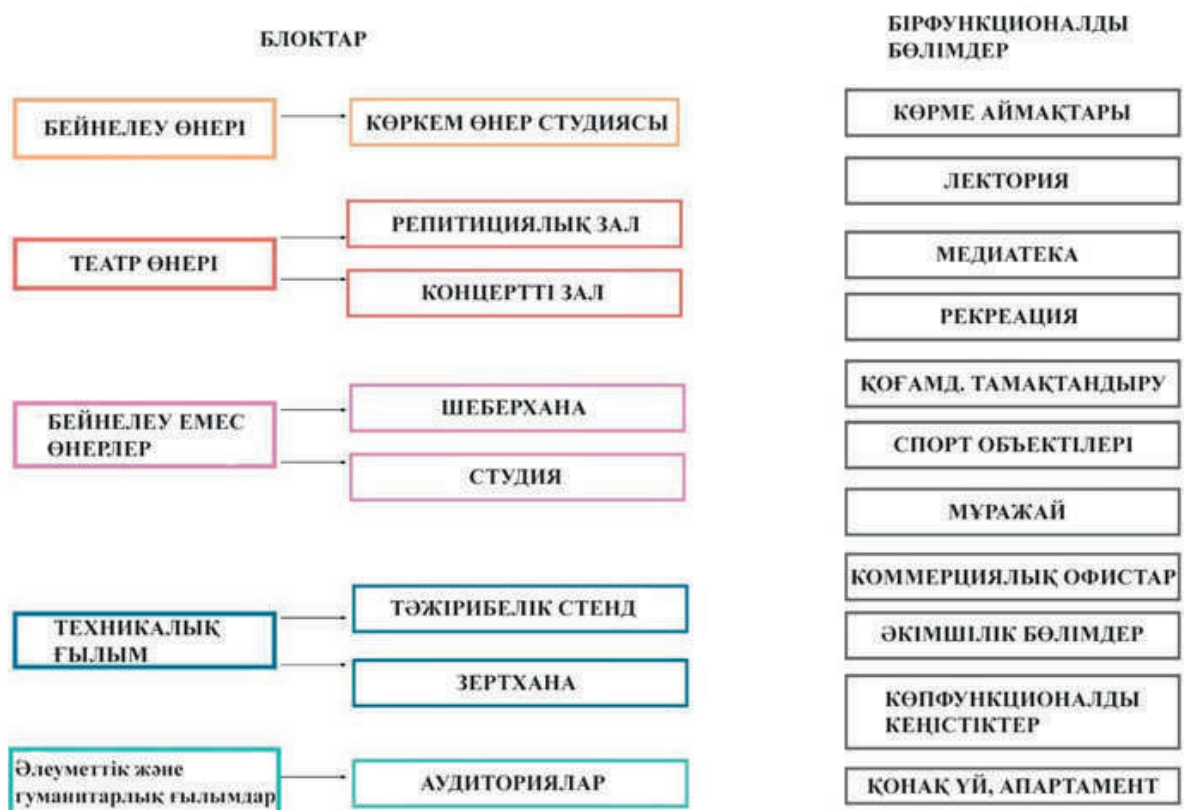 БЛОКТАР
БЕЙНЕЛЕУ ӨНЕРІ
КӨРКЕМ ӨНЕР СТУДИЯСЫ
ТЕАТР ӨНЕРІ
РЕПИТИЦИЯЛЫҚ ЗАЛ
КОНЦЕРТТІ ЗАЛ
БЕЙНЕЛЕУ ЕМЕС
ӨНЕРЛЕР
ШЕБЕРХАНА
СТУДИЯ
ТЕХНИКАЛЫҚ
ҒЫЛЫМ
ТӘЖІРИБЕЛІК СТЕНД
ЗЕРТХАНА
Әлеуметтік және
гуманитарлық ғылымдар
АУДИТОРИЯЛАР
БІРФУНКЦИОНАЛДЫ
БӨЛІМДЕР
КӨРМЕ АЙМАҚТАРЫ
ЛЕКТОРИЯ
МЕДИАТЕКА
РЕКРЕАЦИЯ
ҚОҒАМД. ТАМАҚТАНДЫРУ
СПОРТ ОБЪЕКТІЛЕРІ
МҰРАЖАЙ
КОММЕРЦИЯЛЫҚ ОФИСТАР
ӘКІМШІЛІК БӨЛІМДЕР
КӨПФУНКЦИОНАЛДЫ
КЕҢІСТІКТЕР
ҚОНАҚ ҮЙ, АПАРТАМЕНТ